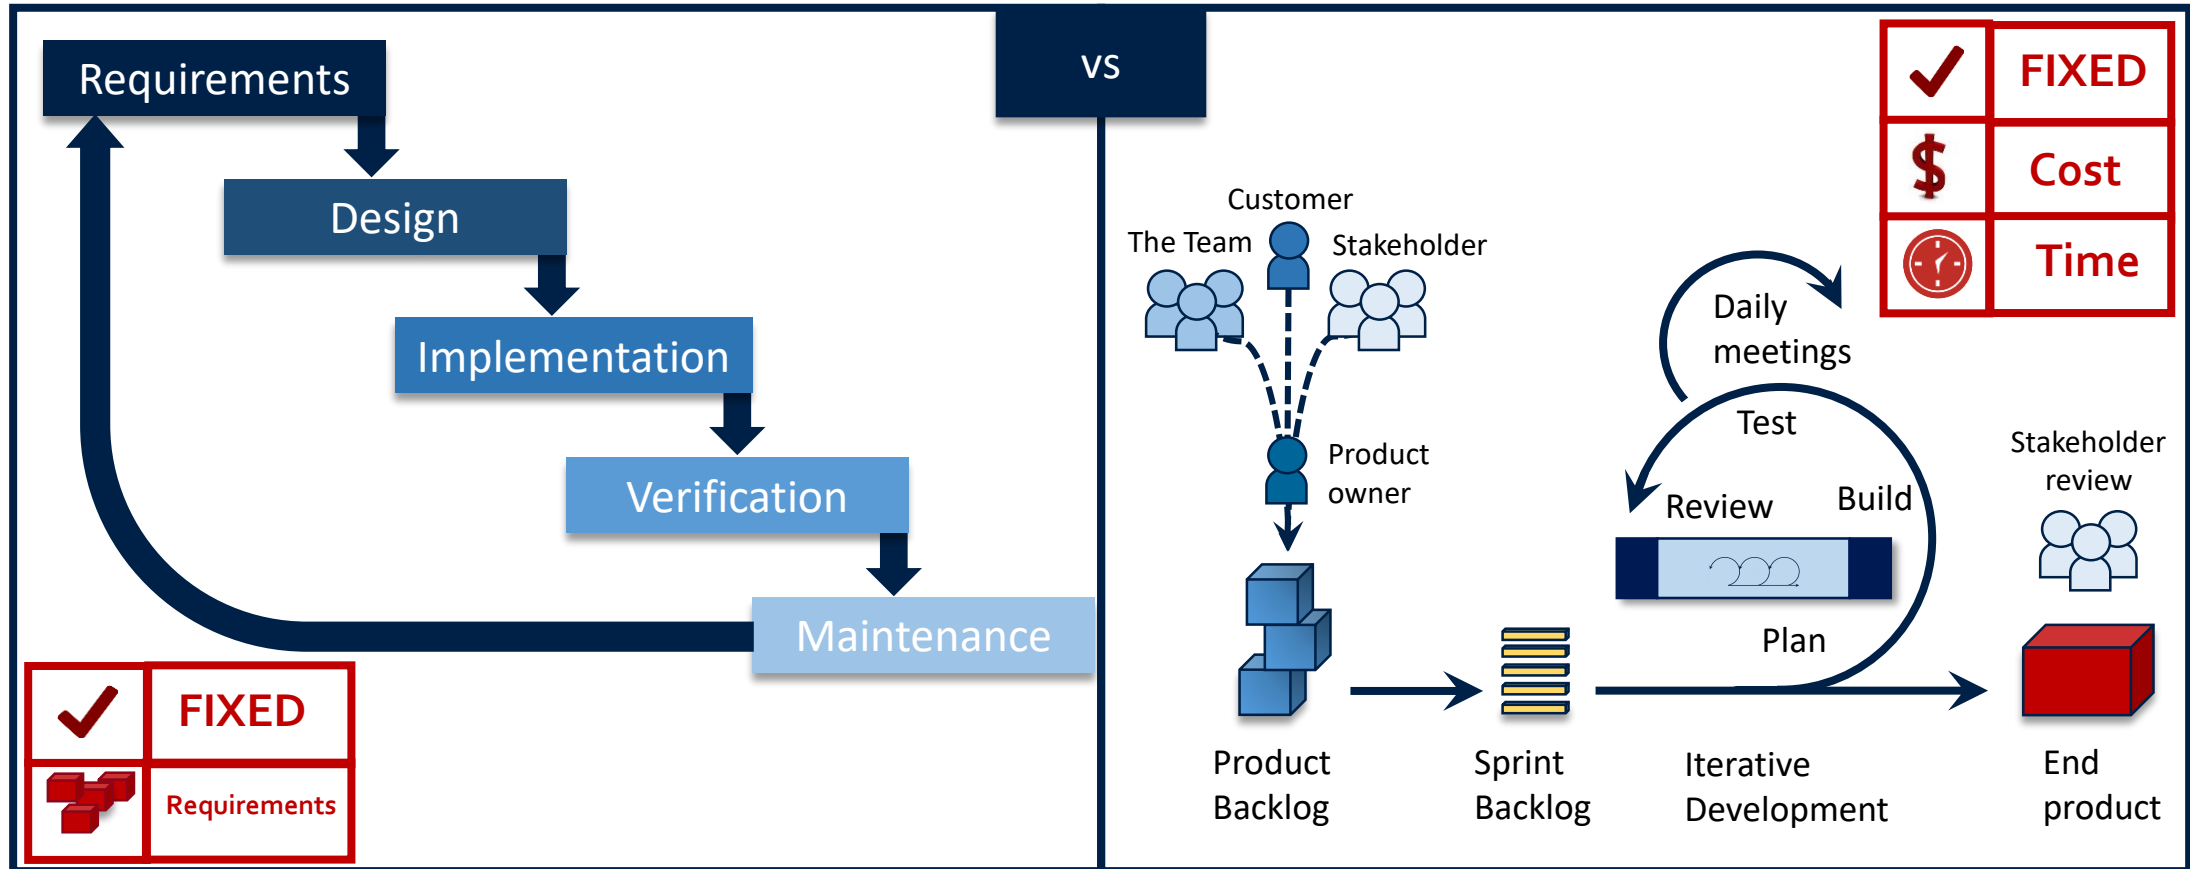 Requirements
Design
Implementation
Verification
Maintenance
FIXED
Requirements
vs
FIXED
Cost
Time
Customer
The Team
Stakeholder
Product
owner
Daily
meetings
Test
Review
Build
Plan
Stakeholder
review
Product
Backlog
Sprint
Backlog
Iterative
Development
End
product